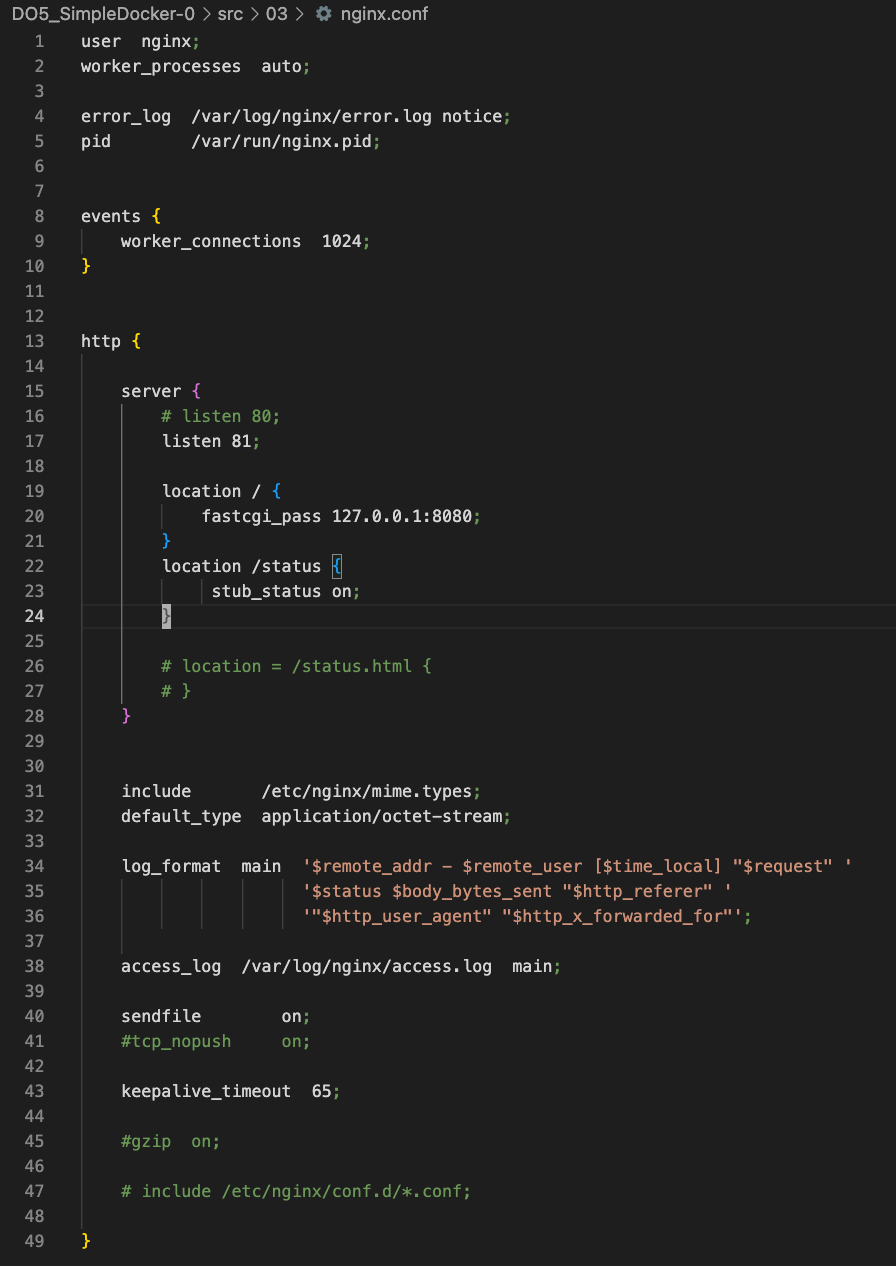 DO5_SimpleDocker-0 > src > 03 > nginx.conf
1 user  nginx;
2 worker_processes  auto;
3
4 error_log  /var/log/nginx/error.log notice;
5 pid        /var/run/nginx.pid;
6
7
8 events {
9     worker_connections  1024;
10 }
11
12
13 http {
14
15     server {
16         # listen 80;
17         listen 81;
18
19         location / {
20             fastcgi_pass 127.0.0.1:8080;
21         }
22         location /status {
23              stub_status on;
24         }
25
26         # location = /status.html {
27         # }
28     }
29
30
31     include       /etc/nginx/mime.types;
32     default_type  application/octet-stream;
33
34     log_format  main  '$remote_addr - $remote_user [$time_local] "$request" '
35                       '$status $body_bytes_sent "$http_referer" '
36                       '"$http_user_agent" "$http_x_forwarded_for"';
37
38     access_log  /var/log/nginx/access.log  main;
39
40     sendfile        on;
41     #tcp_nopush     on;
42
43     keepalive_timeout  65;
44
45     #gzip  on;
46
47     # include /etc/nginx/conf.d/*.conf;
48
49 }